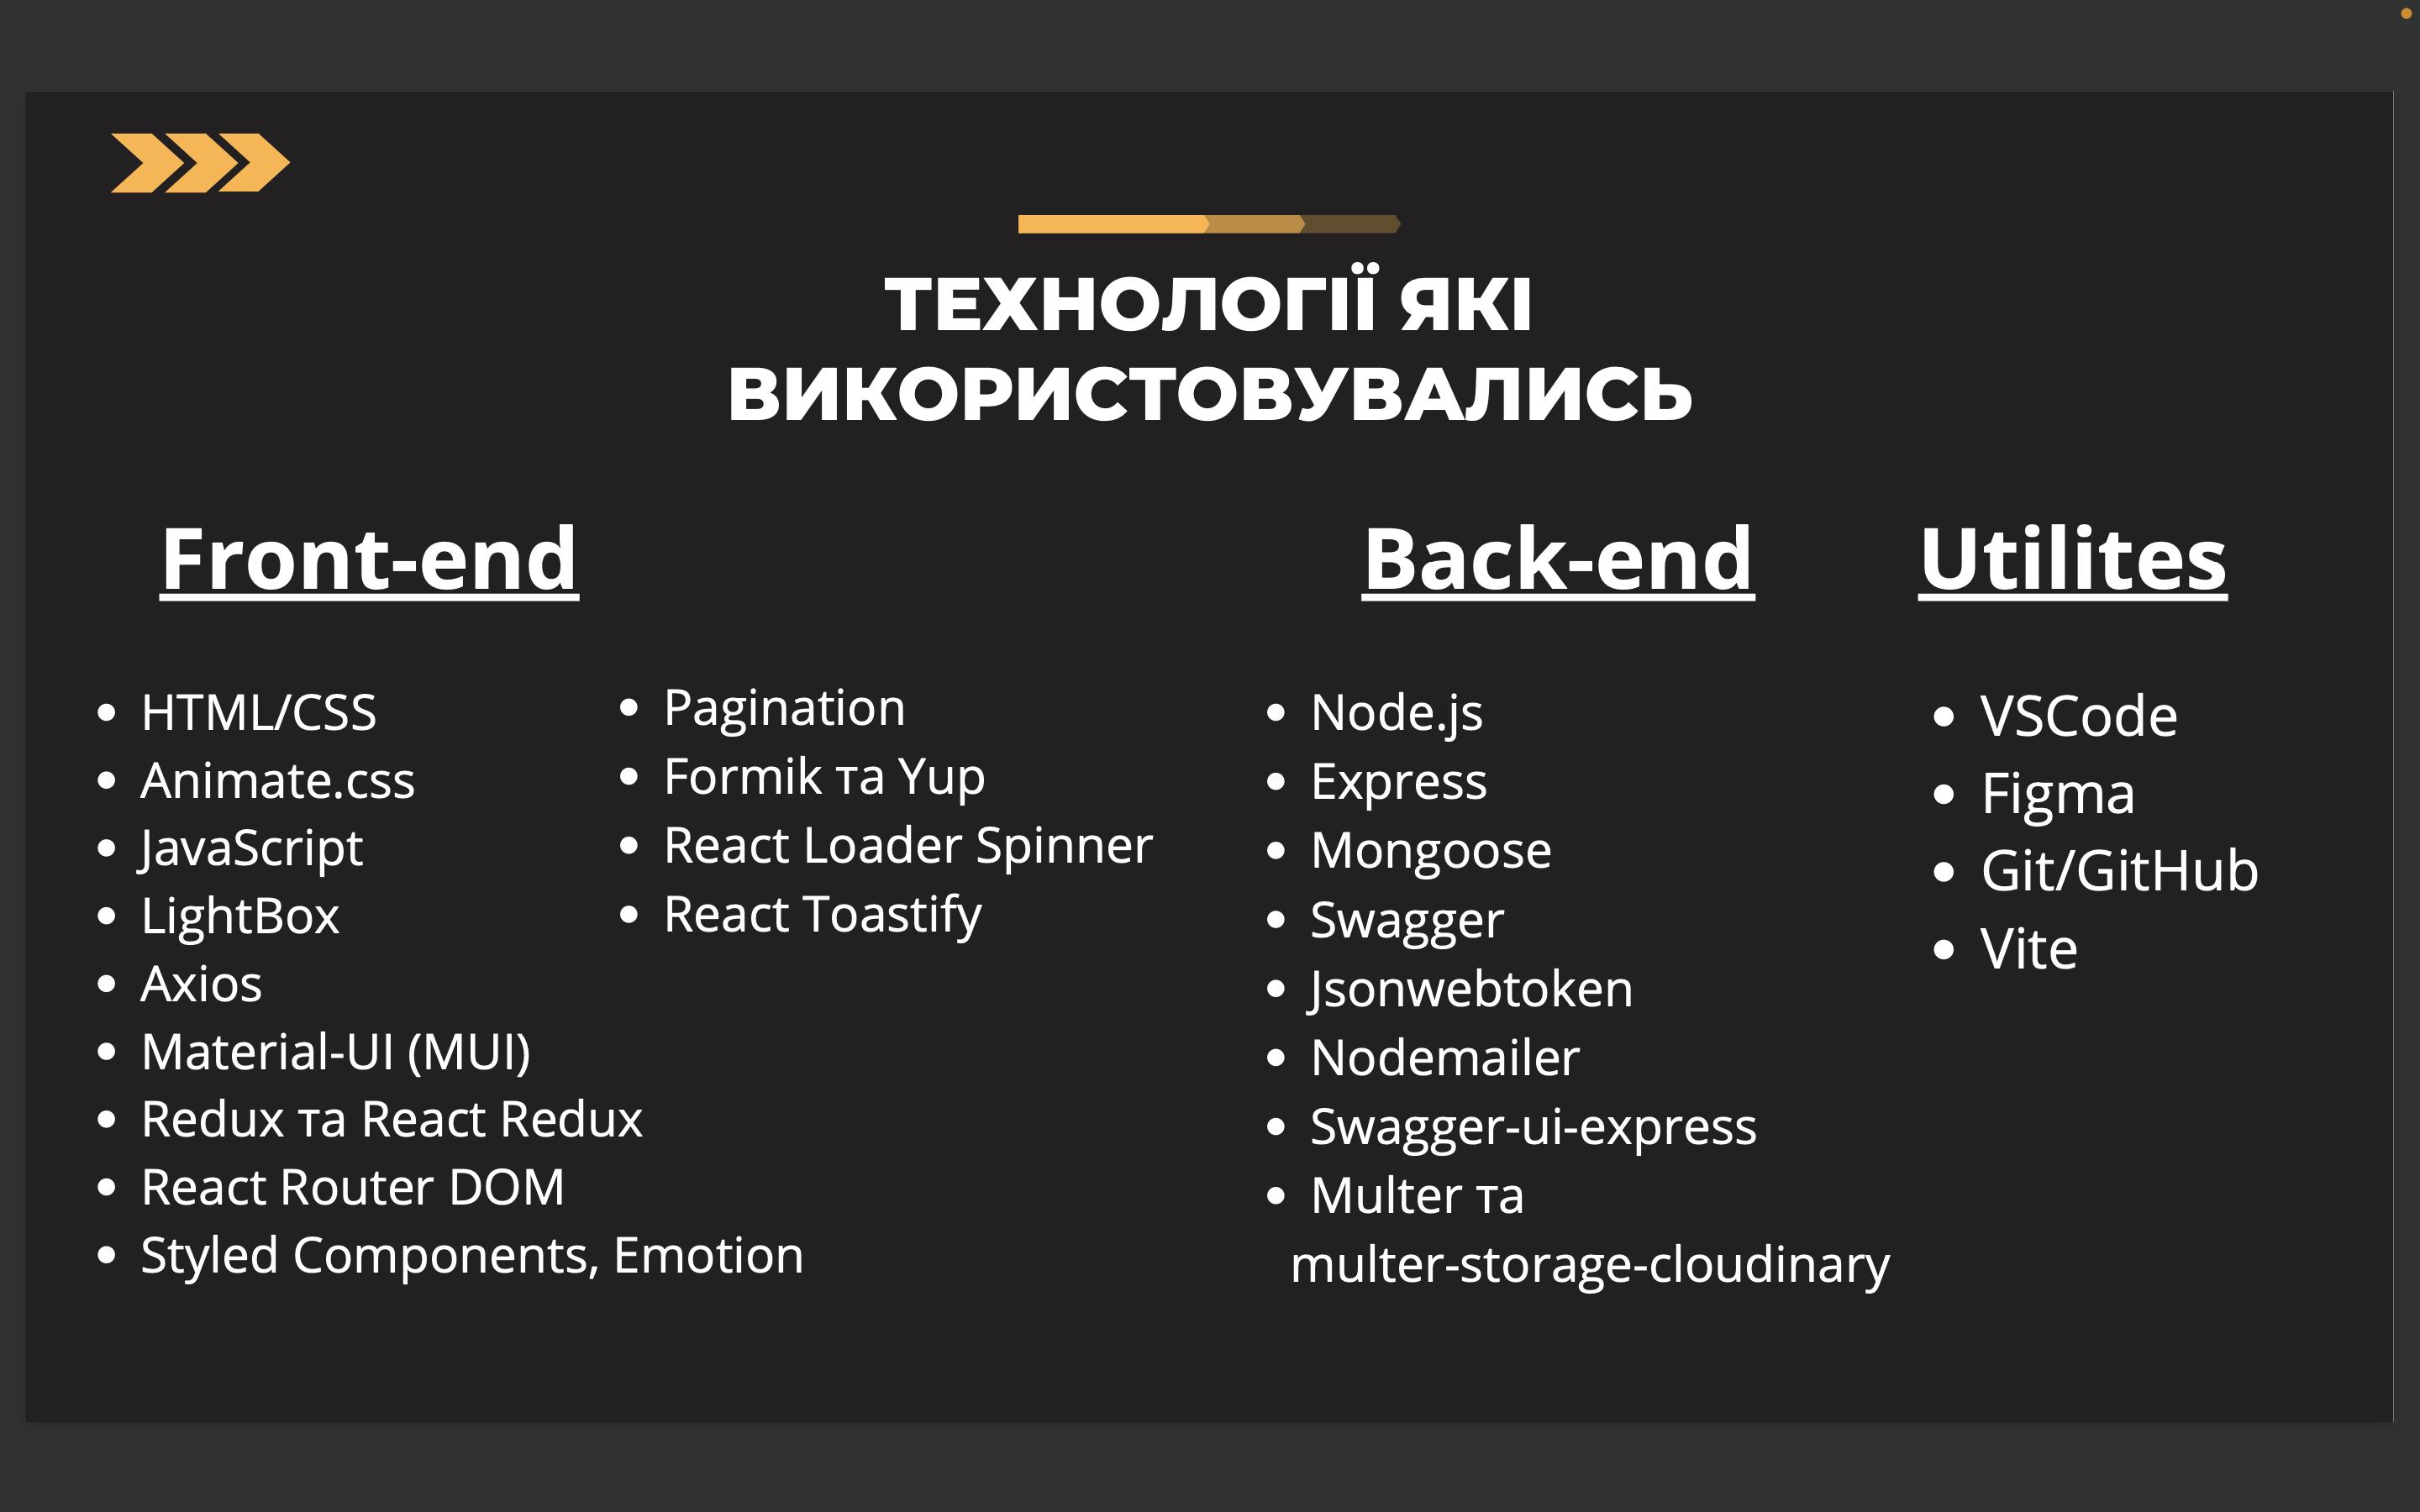 ТЕХНОЛОГІЇ ЯКІ
ВИКОРИСТОВУВАЛИСЬ
Front-end
HTML/CSS
Animate.css
JavaScript
LightBox
Axios
Material-UI (MUI)
Redux та React Redux
React Router DOM
Styled Components, Emotion
Pagination
Formik та Yup
React Loader Spinner
React Toastify
Back-end
Node.js
Express
Mongoose
Swagger
Jsonwebtoken
Nodemailer
Swagger-ui-express
Multer та
multer-storage-cloudinary
Utilites
VSCode
Figma
Git/GitHub
Vite